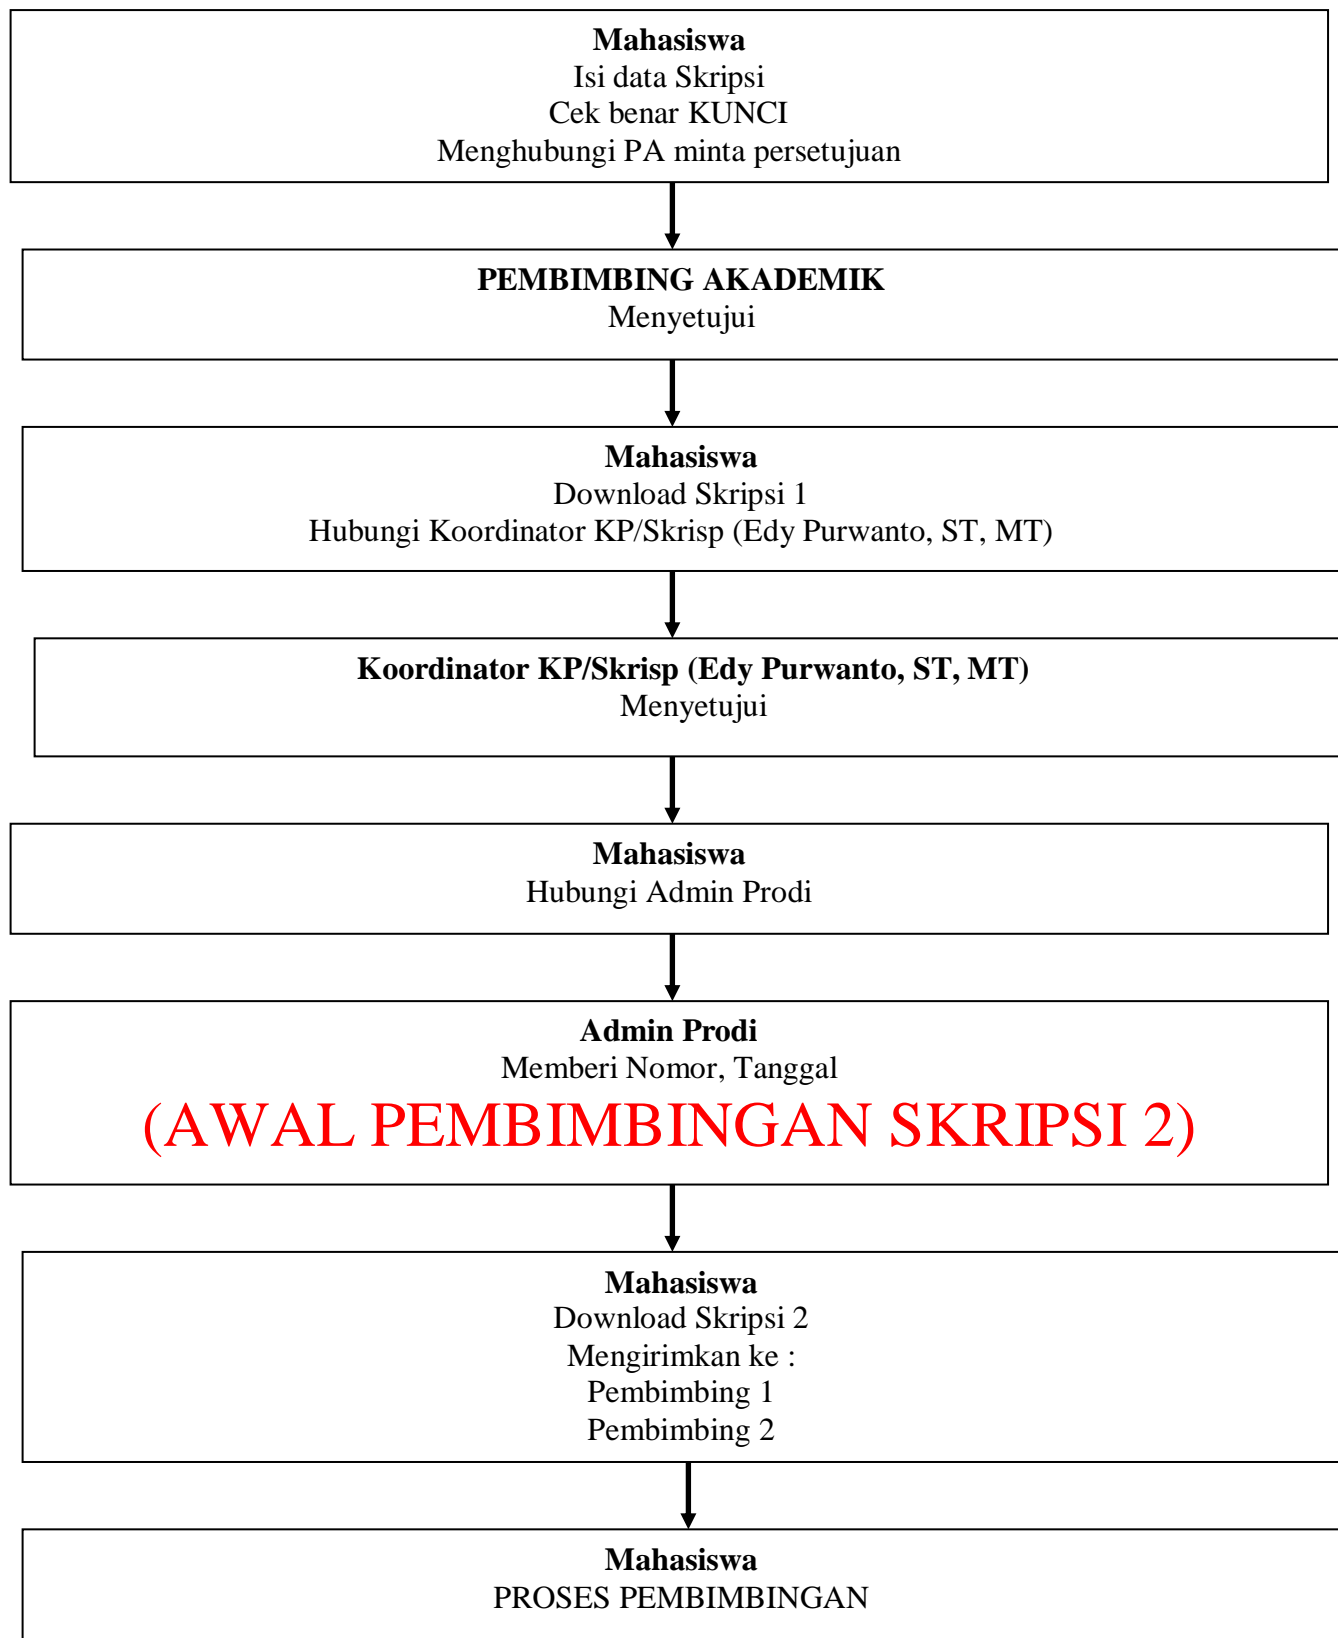 Mahasiswa
Isi data Skripsi
Cek benar KUNCI
Menghubungi PA minta persetujuan
PEMBIMBING AKADEMIK
Menyetujui
Mahasiswa
Download Skripsi 1
Hubungi Koordinator KP/Skrisp (Edy Purwanto, ST, MT)
Koordinator KP/Skrisp (Edy Purwanto, ST, MT)
Menyetujui
Mahasiswa
Hubungi Admin Prodi
Admin Prodi
Memberi Nomor, Tanggal
(AWAL PEMBIMBINGAN SKRIPSI 2)
Mahasiswa
Download Skripsi 2
Mengirimkan ke :
Pembimbing 1
Pembimbing 2
Mahasiswa
PROSES PEMBIMBINGAN